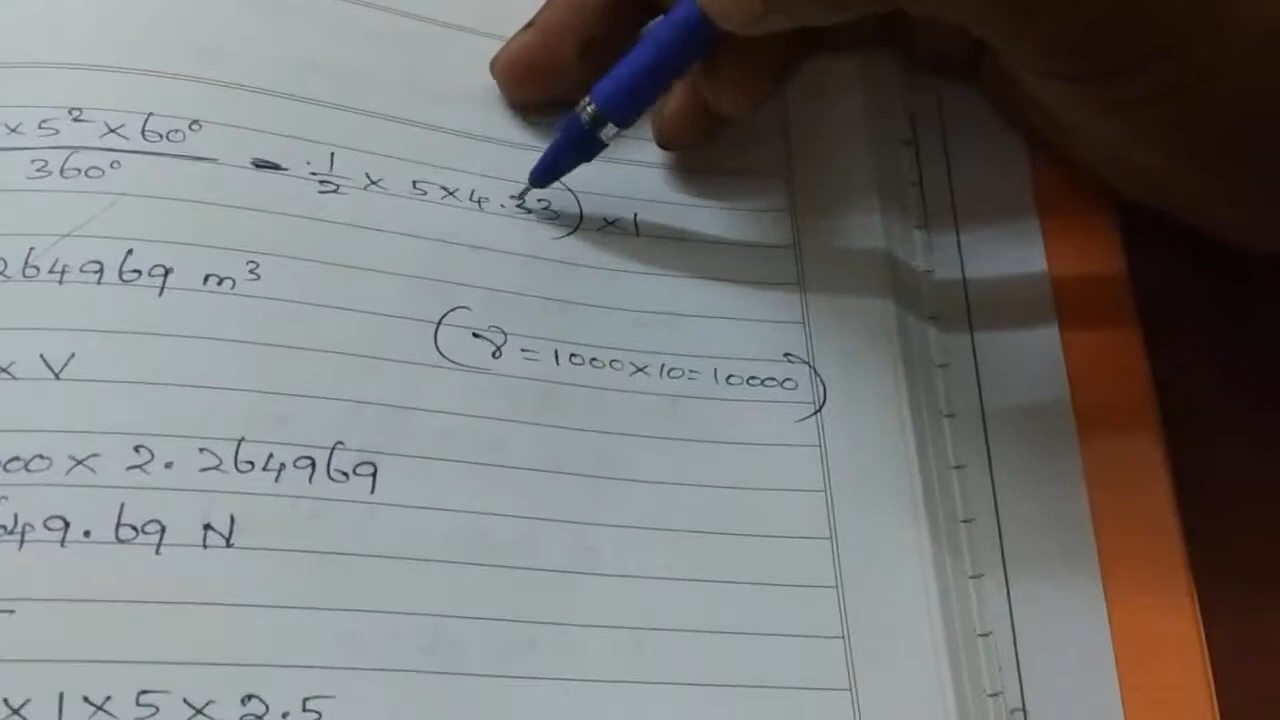 ×5²×60°
360°
- 1/2 × 5×4.33) ×1
264969 m³
(γ=1000×10=10000)
× V
00× 2.264969
49.69 N
×1×5×2.5